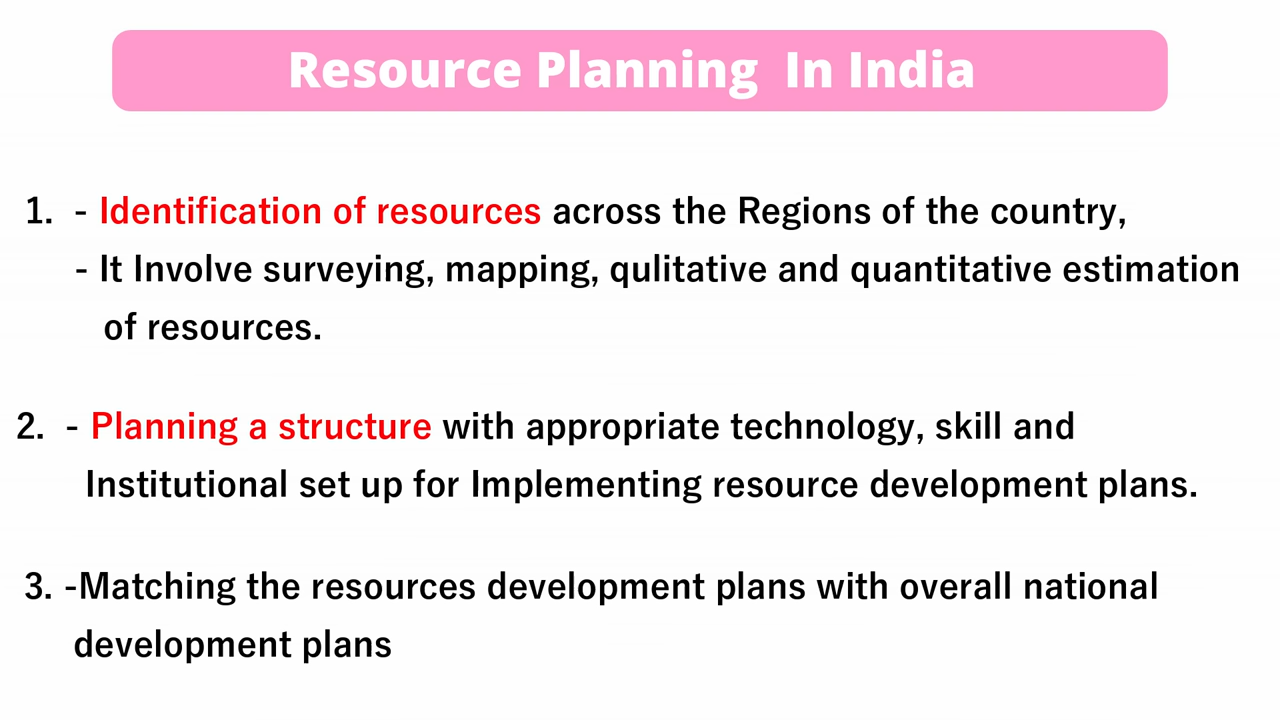 Resource Planning In India
1. - Identification of resources across the Regions of the country,
- It Involve surveying, mapping, qulitative and quantitative estimation
of resources.
2. - Planning a structure with appropriate technology, skill and
Institutional set up for Implementing resource development plans.
3. -Matching the resources development plans with overall national
development plans